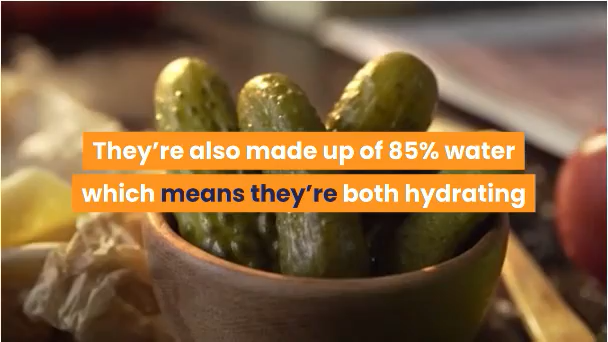 They're also made up of 85% water
which means they're both hydrating